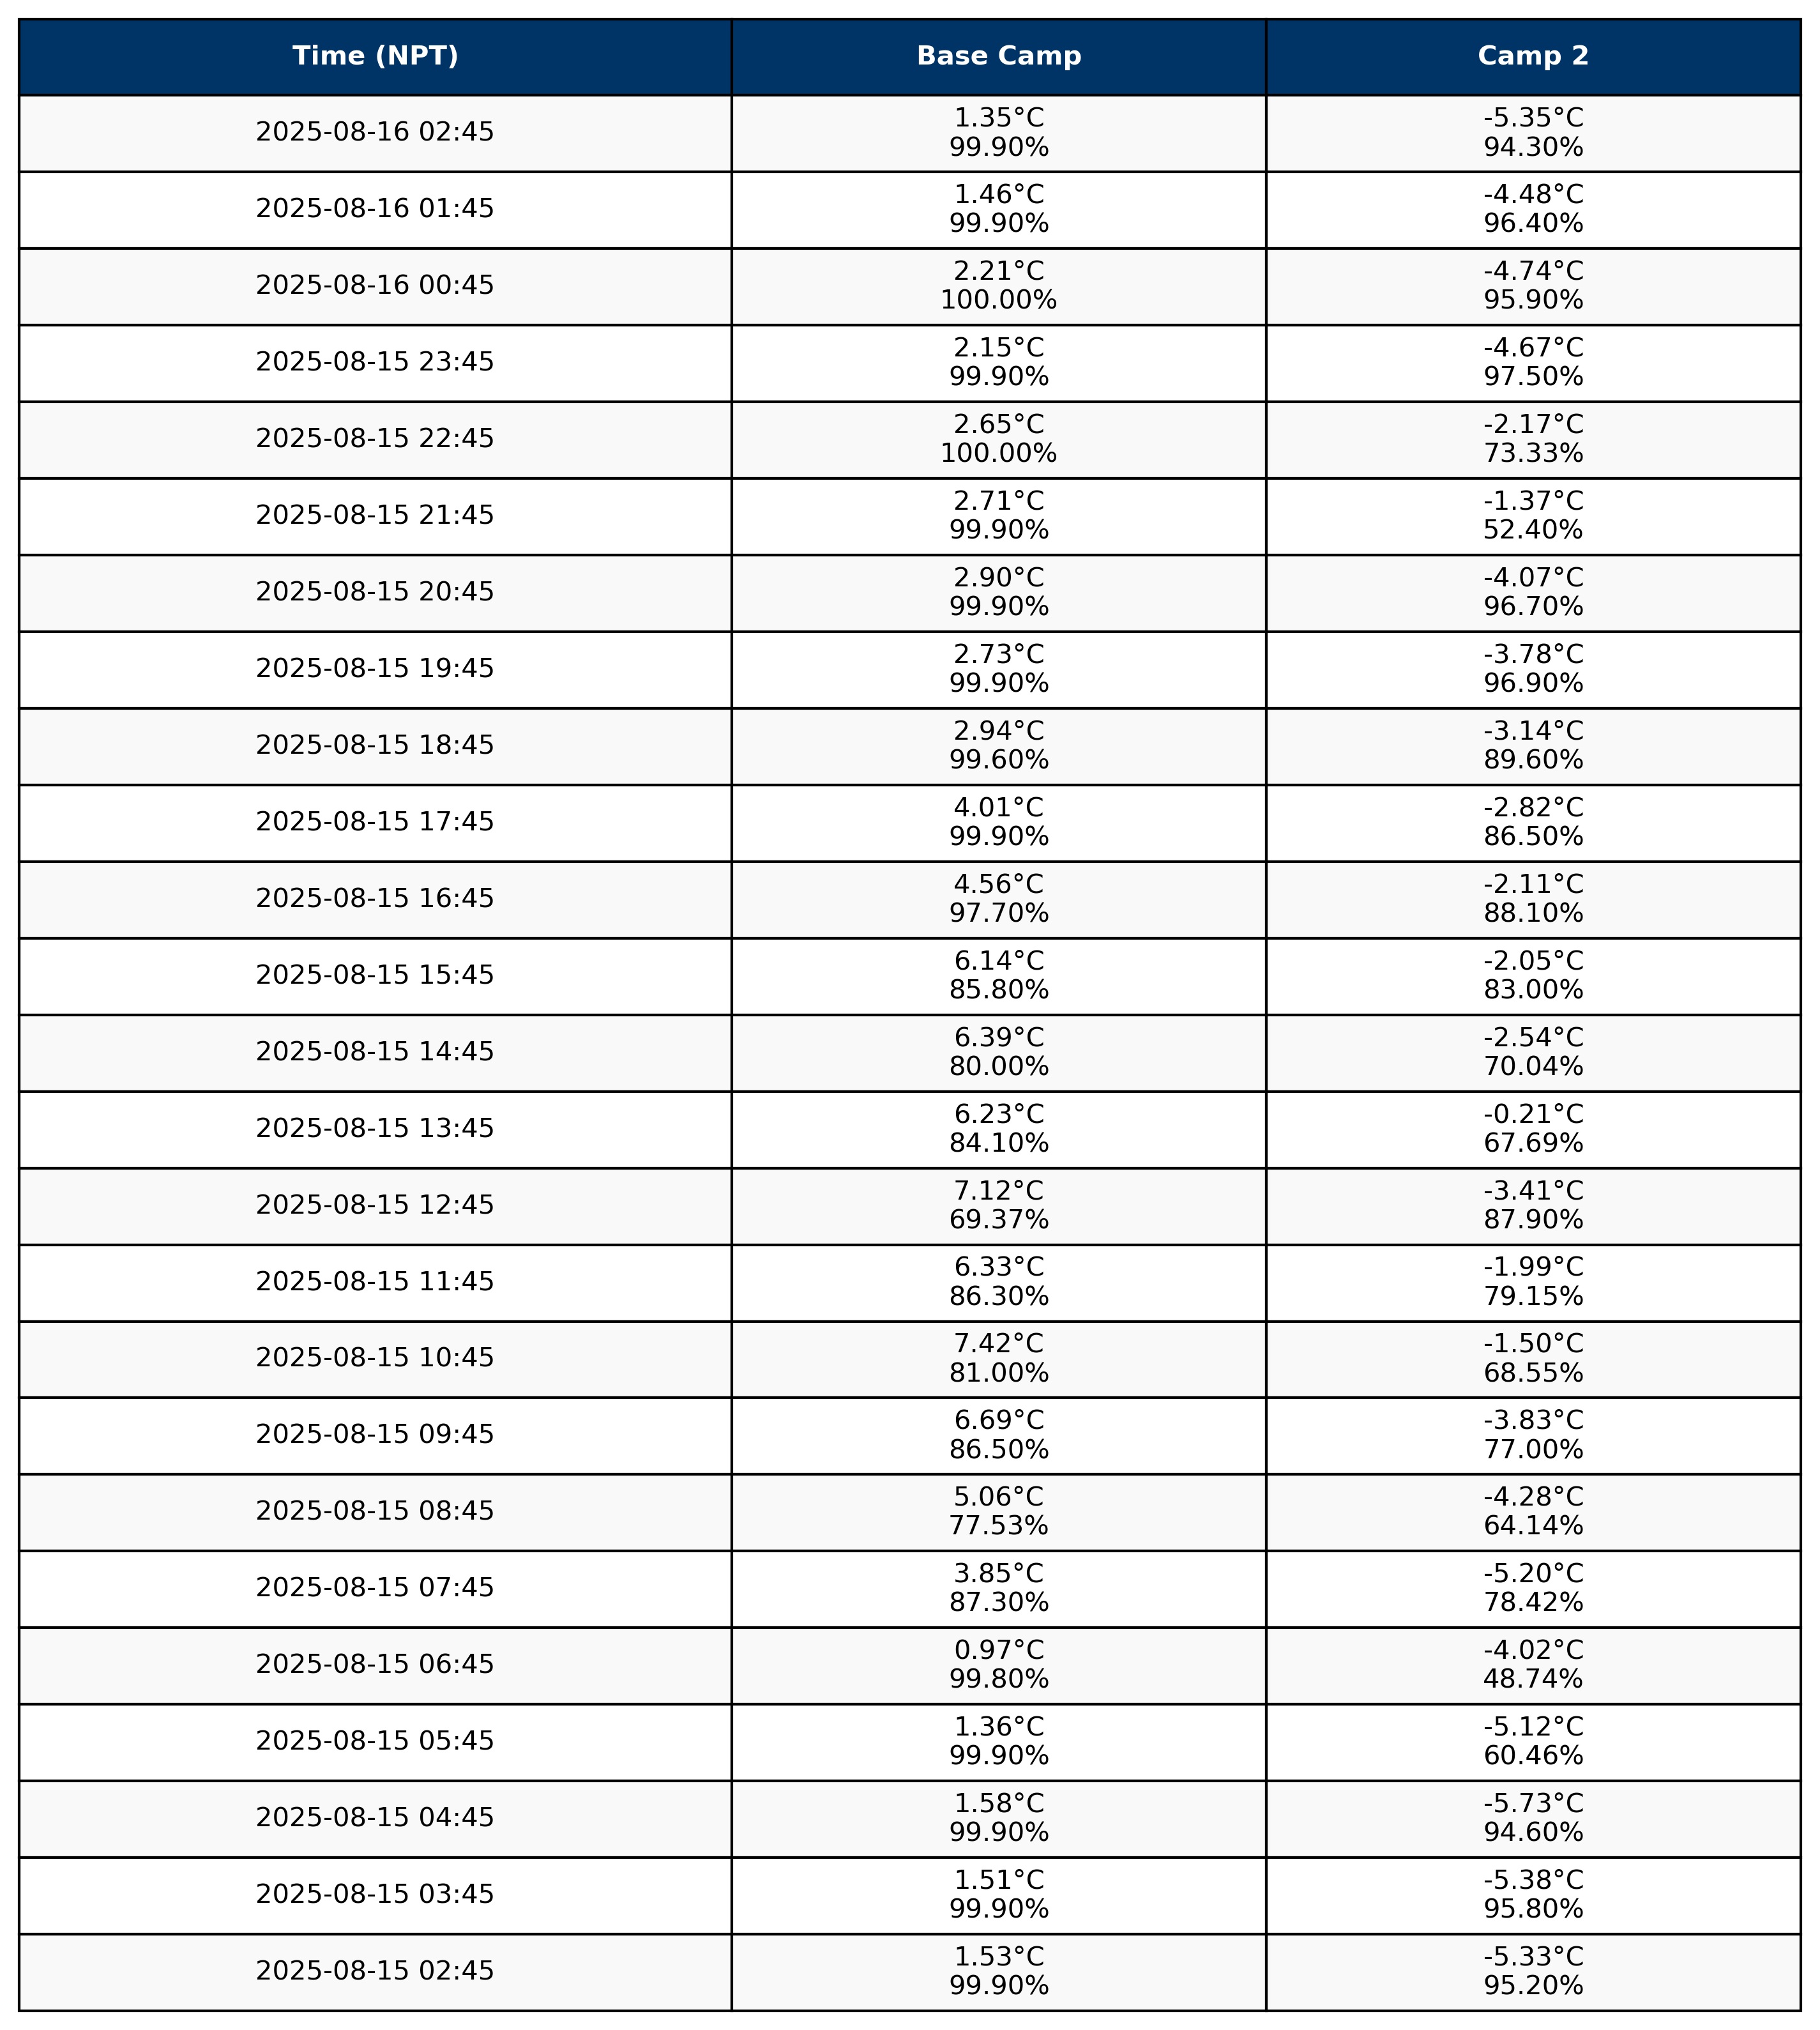 Time (NPT) Base Camp Camp 2
2025-08-16 02:45 1.35°C -5.35°C
99.90% 94.30%
2025-08-16 01:45 1.46°C -4.48°C
99.90% 96.40%
2025-08-16 00:45 2.21°C -4.74°C
100.00% 95.90%
2025-08-15 23:45 2.15°C -4.67°C
99.90% 97.50%
2025-08-15 22:45 2.65°C -2.17°C
100.00% 73.33%
2025-08-15 21:45 2.71°C -1.37°C
99.90% 52.40%
2025-08-15 20:45 2.90°C -4.07°C
99.90% 96.70%
2025-08-15 19:45 2.73°C -3.78°C
99.90% 96.90%
2025-08-15 18:45 2.94°C -3.14°C
99.60% 89.60%
2025-08-15 17:45 4.01°C -2.82°C
99.90% 86.50%
2025-08-15 16:45 4.56°C -2.11°C
97.70% 88.10%
2025-08-15 15:45 6.14°C -2.05°C
85.80% 83.00%
2025-08-15 14:45 6.39°C -2.54°C
80.00% 70.04%
2025-08-15 13:45 6.23°C -0.21°C
84.10% 67.69%
2025-08-15 12:45 7.12°C -3.41°C
69.37% 87.90%
2025-08-15 11:45 6.33°C -1.99°C
86.30% 79.15%
2025-08-15 10:45 7.42°C -1.50°C
81.00% 68.55%
2025-08-15 09:45 6.69°C -3.83°C
86.50% 77.00%
2025-08-15 08:45 5.06°C -4.28°C
77.53% 64.14%
2025-08-15 07:45 3.85°C -5.20°C
87.30% 78.42%
2025-08-15 06:45 0.97°C -4.02°C
99.80% 48.74%
2025-08-15 05:45 1.36°C -5.12°C
99.90% 60.46%
2025-08-15 04:45 1.58°C -5.73°C
99.90% 94.60%
2025-08-15 03:45 1.51°C -5.38°C
99.90% 95.80%
2025-08-15 02:45 1.53°C -5.33°C
99.90% 95.20%